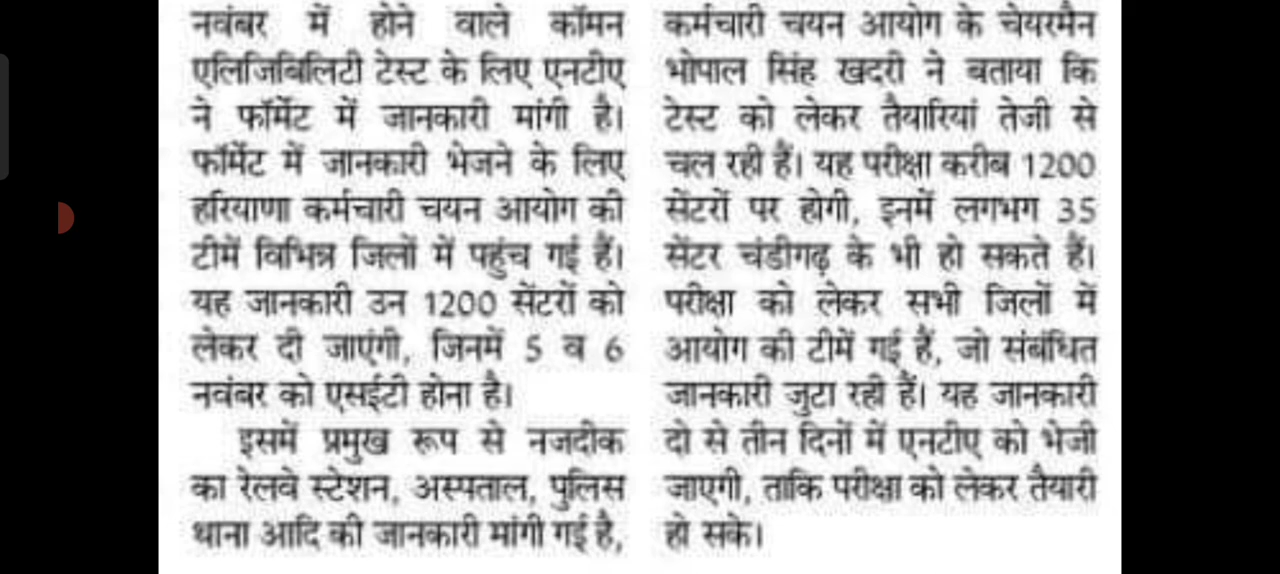 नवंबर में होने वाले कॉमन
एलिजिबिलिटी टेस्ट के लिए एनटीए
ने फॉर्मेट में जानकारी मांगी है।
फॉर्मेट में जानकारी भेजने के लिए
हरियाणा कर्मचारी चयन आयोग की
टीमें विभिन्न जिलों में पहुंच गई हैं।
यह जानकारी उन 1200 सेंटरों को
लेकर दी जाएंगी, जिनमें 5 व 6
नवंबर को एसईटी होना है।
इसमें प्रमुख रूप से नजदीक
का रेलवे स्टेशन, अस्पताल, पुलिस
थाना आदि की जानकारी मांगी गई है,
कर्मचारी चयन आयोग के चेयरमैन
भोपाल सिंह खदरी ने बताया कि
टेस्ट को लेकर तैयारियां तेजी से
चल रही हैं। यह परीक्षा करीब 1200
सेंटरों पर होगी, इनमें लगभग 35
सेंटर चंडीगढ़ के भी हो सकते हैं।
परीक्षा को लेकर सभी जिलों में
आयोग की टीमें गई हैं, जो संबंधित
जानकारी जुटा रही हैं। यह जानकारी
दो से तीन दिनों में एनटीए को भेजी
जाएगी, ताकि परीक्षा को लेकर तैयारी
हो सके।